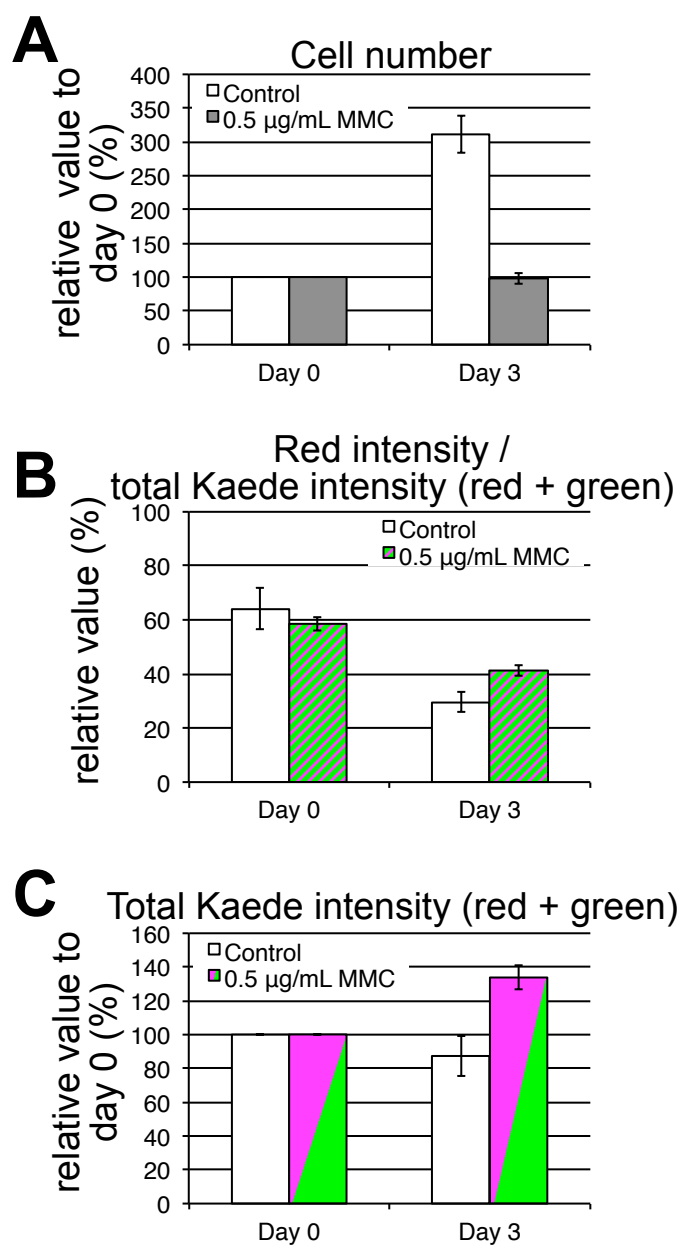 A
Cell number
relative value to
day 0 (%)
400
350
300
250
200
150
100
50
0
Control
0.5 µg/mL MMC
Day 0
Day 3
B
Red intensity /
total Kaede intensity (red + green)
relative value (%)
100
80
60
40
20
0
Control
0.5 µg/mL MMC
Day 0
Day 3
C
Total Kaede intensity (red + green)
relative value to
day 0 (%)
160
140
120
100
80
60
40
20
0
Control
0.5 µg/mL MMC
Day 0
Day 3